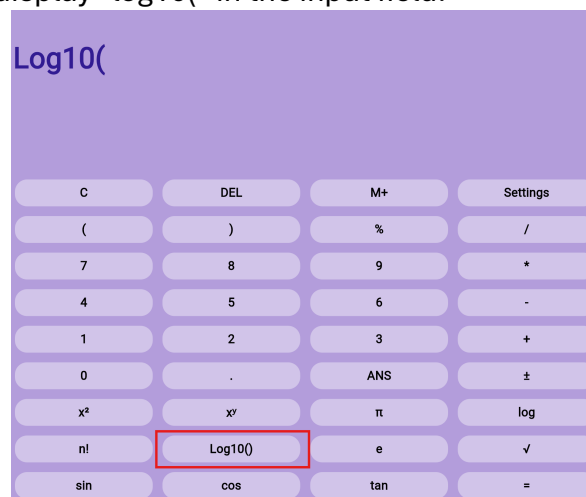 display "log10(" in the input field.
Log10(
C DEL M+ Settings
( ) % /
7 8 9 *
4 5 6 -
1 2 3 +
0 . ANS ±
x² xʸ π log
n! Log10() e √
sin cos tan =